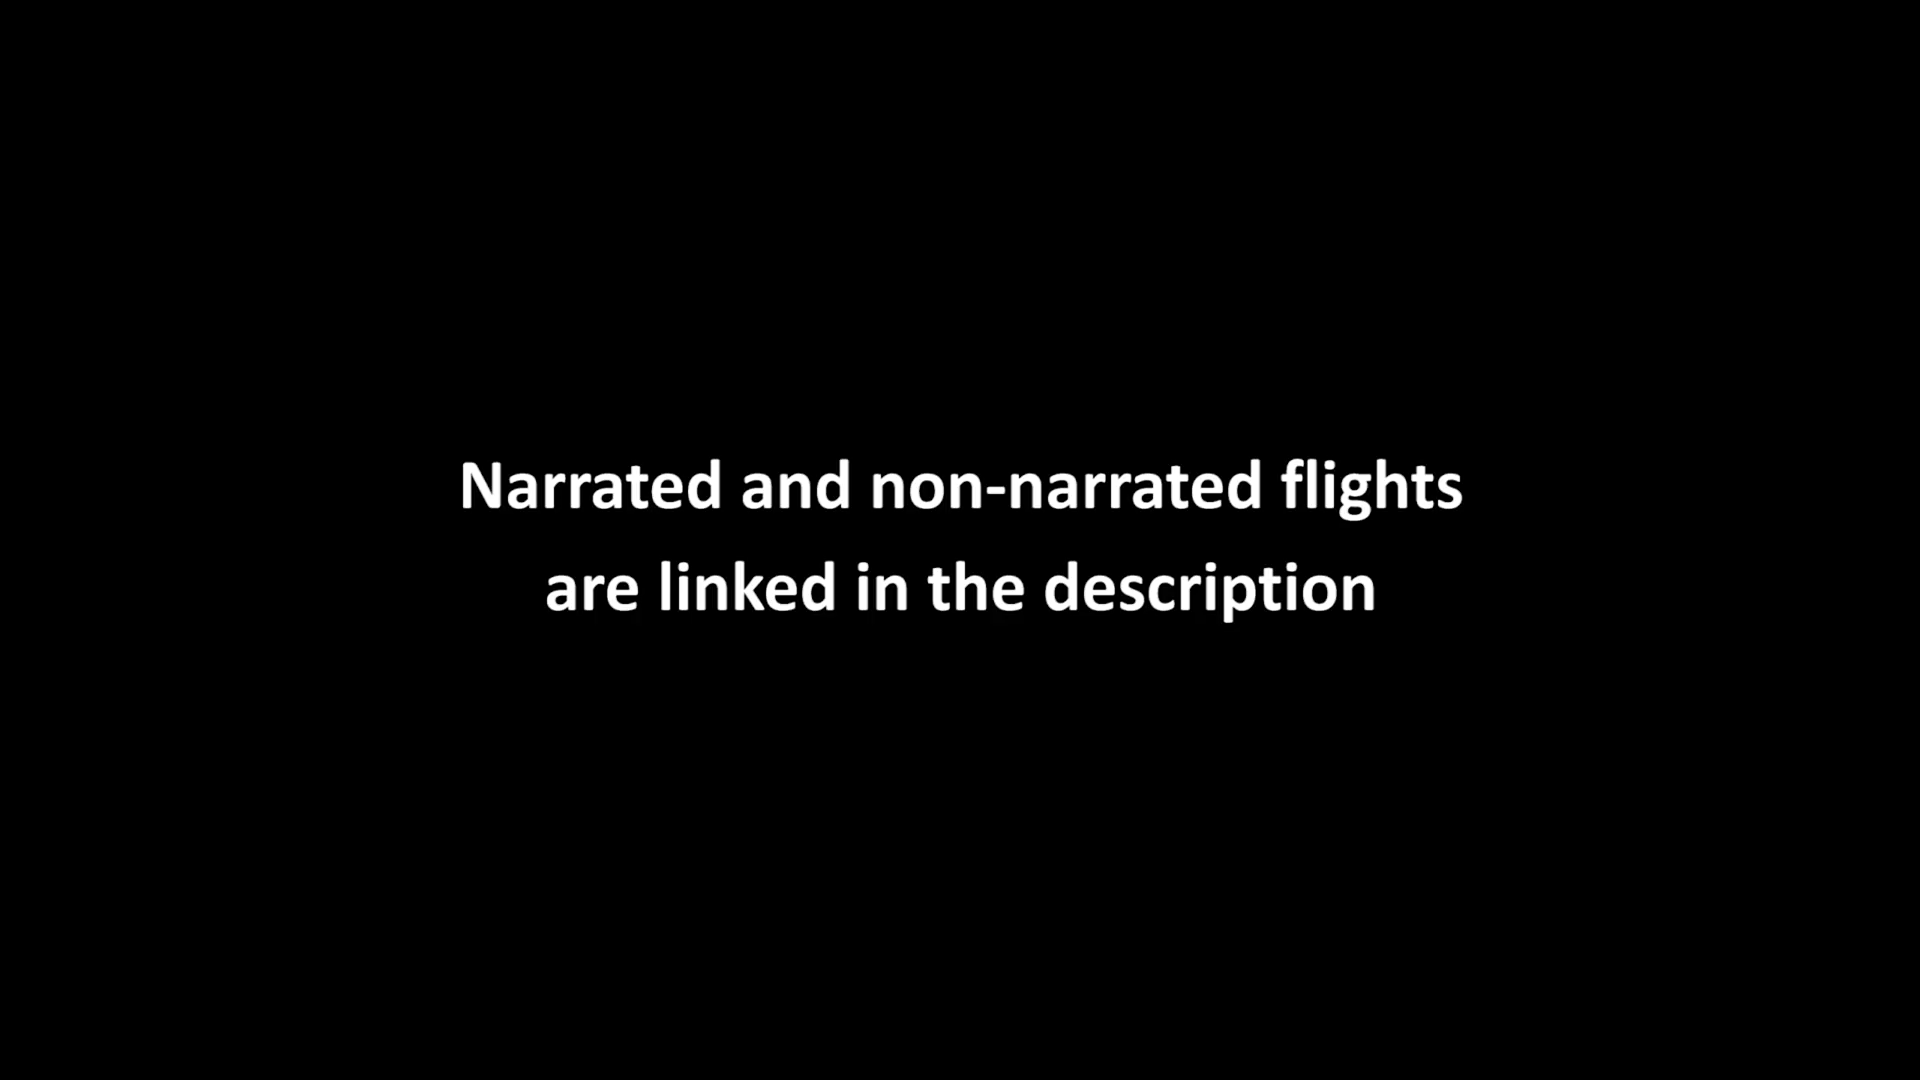 Narrated and non-narrated flights
are linked in the description